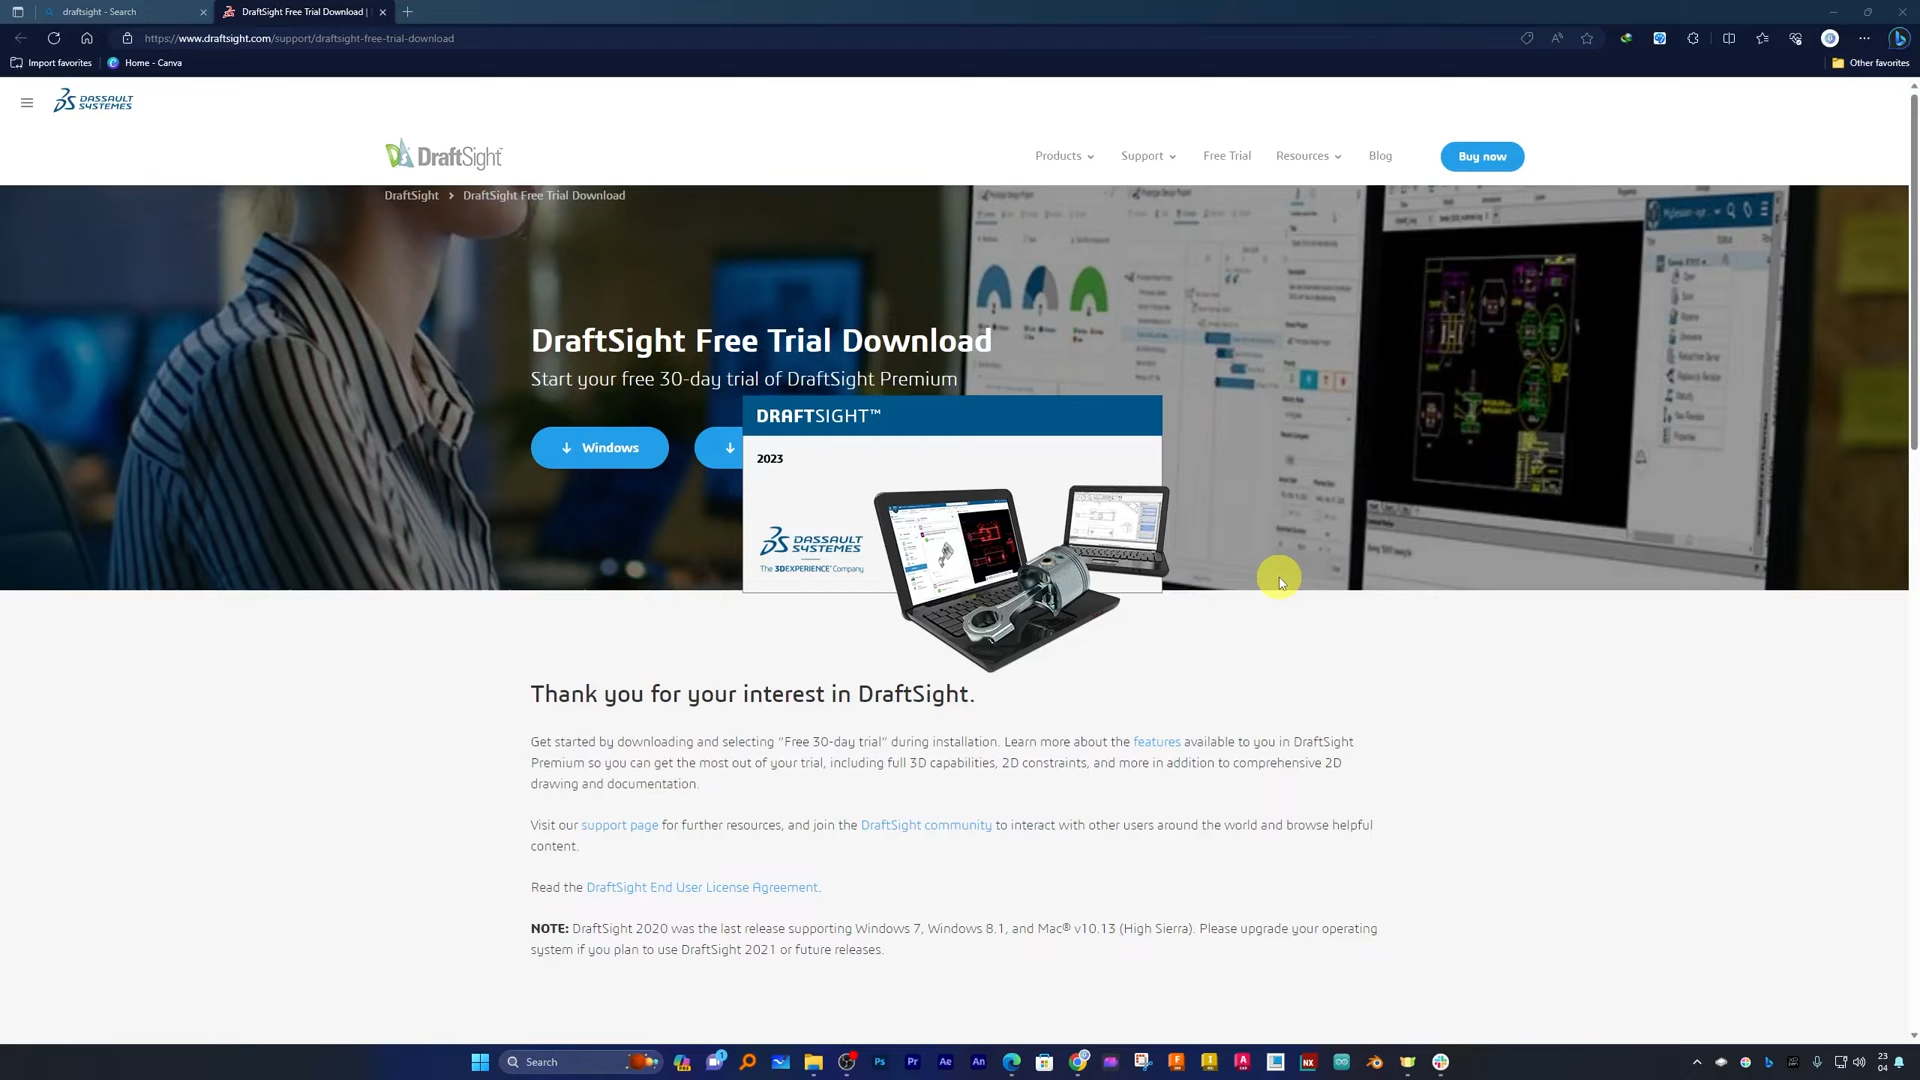 draftsight - Search
DraftSight Free Trial Download |
https://www.draftsight.com/support/draftsight-free-trial-download
Import favorites
Home - Canva
Other favorites
DASSAULT
SYSTEMES
DraftSight
Products
Support
Free Trial
Resources
Blog
Buy now
DraftSight > DraftSight Free Trial Download
DraftSight Free Trial Download
Start your free 30-day trial of DraftSight Premium
Windows
DRAFTSIGHT™
2023
DASSAULT
SYSTEMES
The 3DEXPERIENCE Company
Thank you for your interest in DraftSight.
Get started by downloading and selecting "Free 30-day trial" during installation. Learn more about the features available to you in DraftSight
Premium so you can get the most out of your trial, including full 3D capabilities, 2D constraints, and more in addition to comprehensive 2D
drawing and documentation.
Visit our support page for further resources, and join the DraftSight community to interact with other users around the world and browse helpful
content.
Read the DraftSight End User License Agreement.
NOTE: DraftSight 2020 was the last release supporting Windows 7, Windows 8.1, and Mac® v10.13 (High Sierra). Please upgrade your operating
system if you plan to use DraftSight 2021 or future releases.
Search
Ps
Pr
Ae
An
NX
23
04